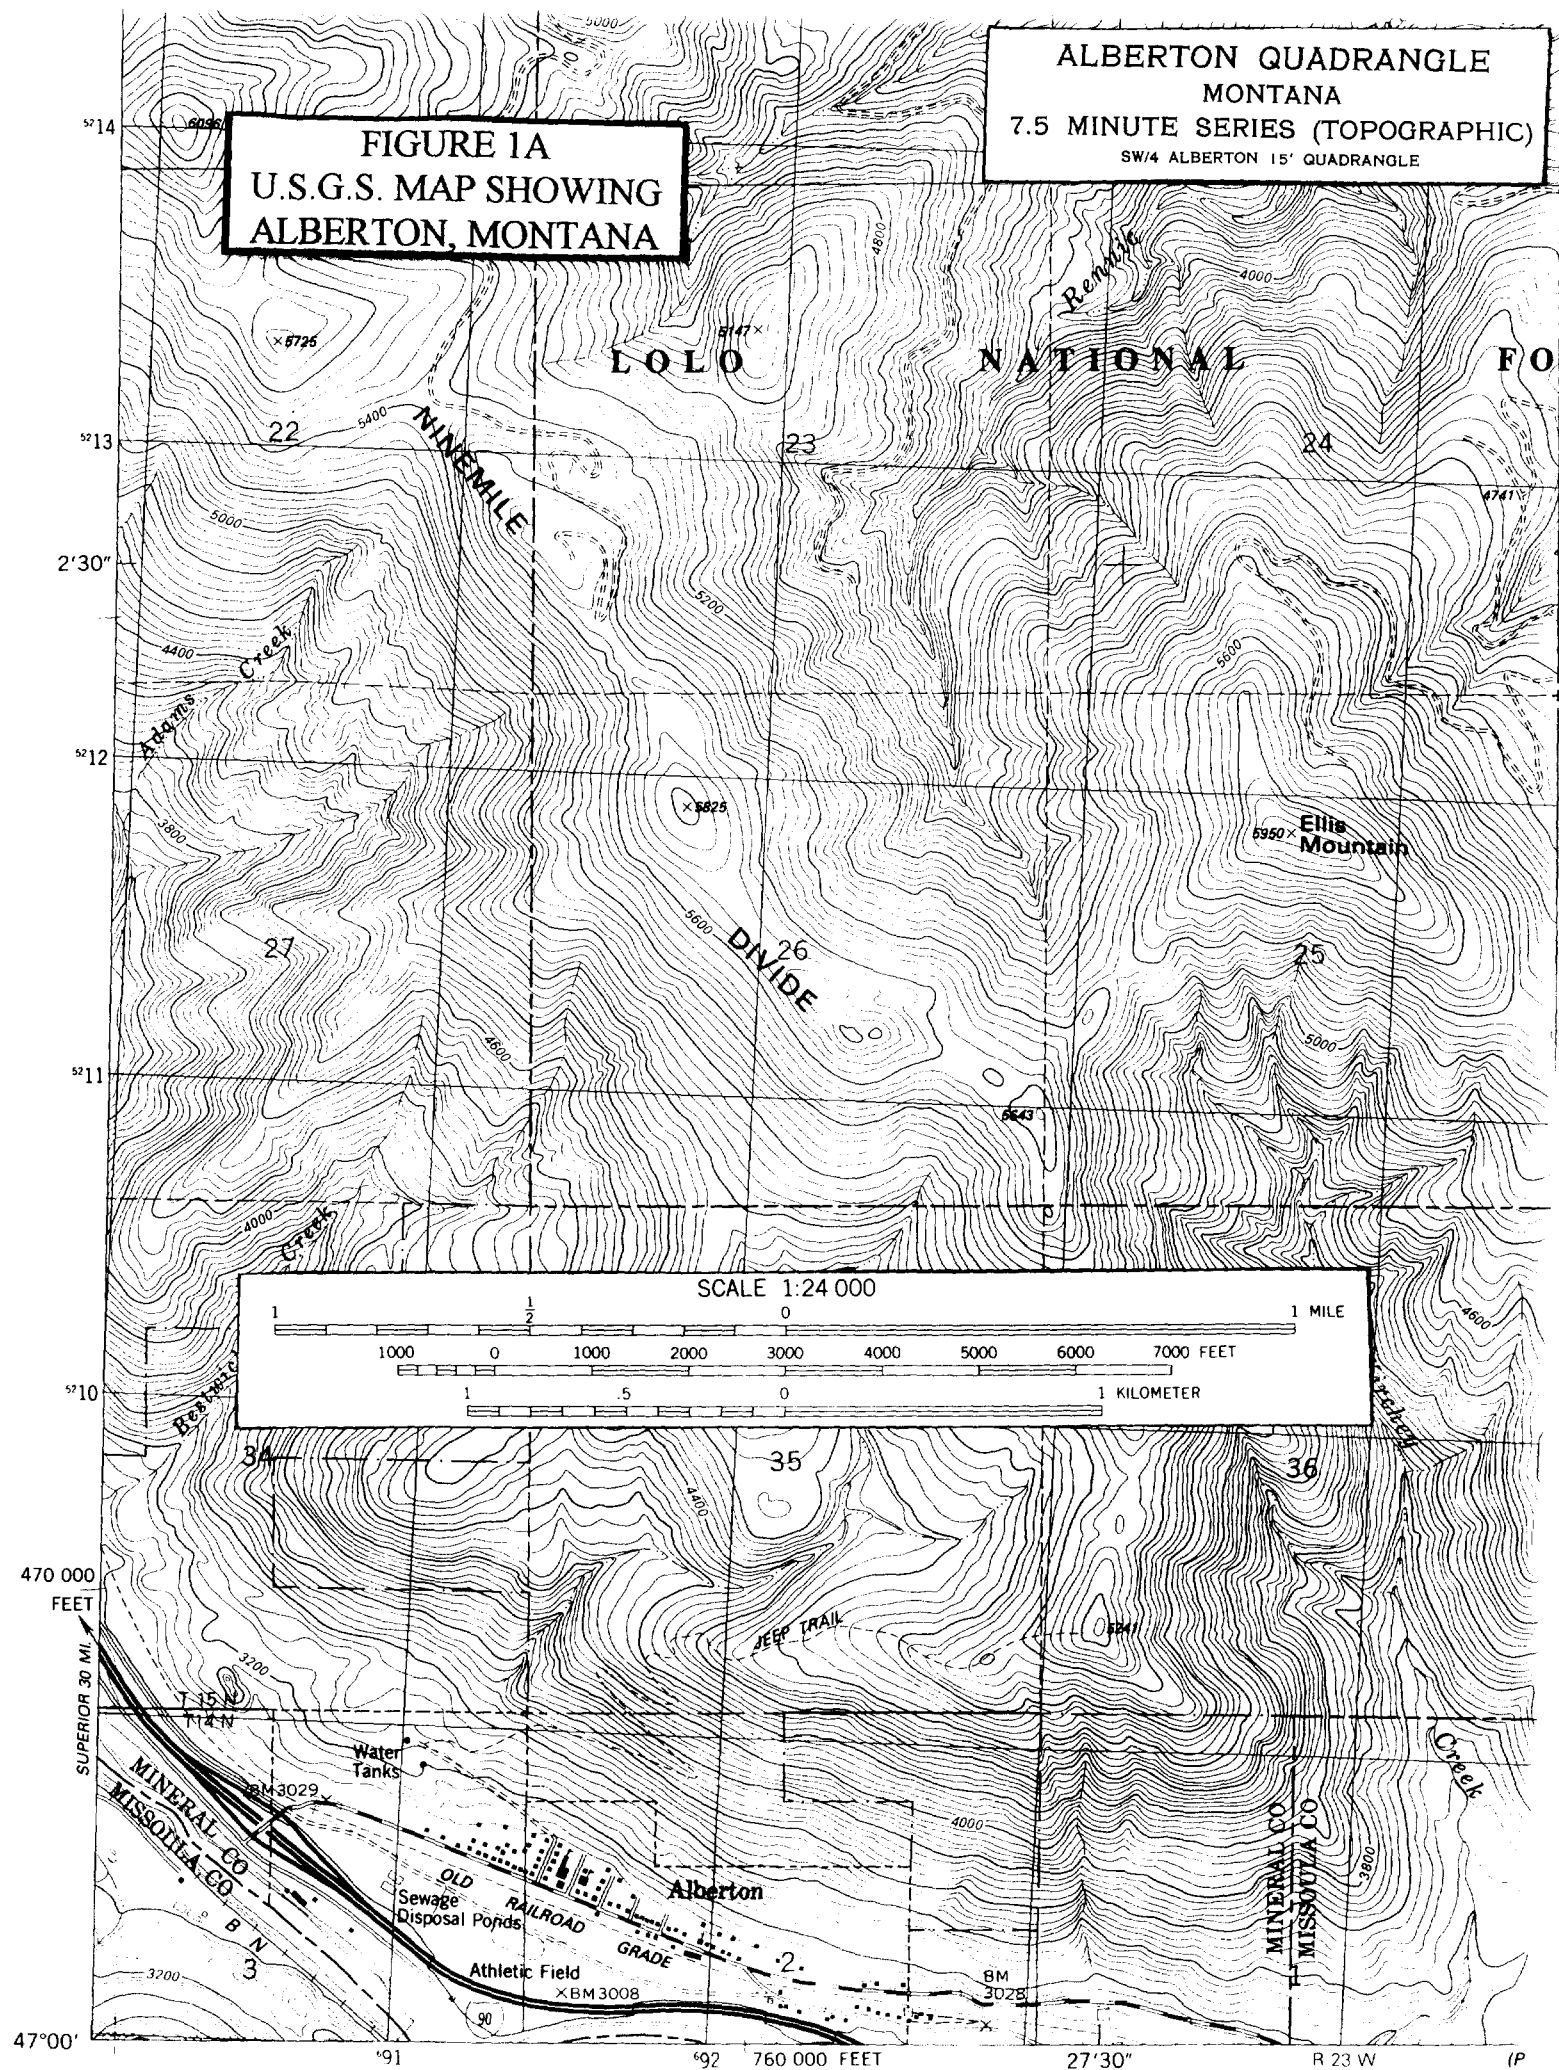 5000
ALBERTON QUADRANGLE
MONTANA
7.5 MINUTE SERIES (TOPOGRAPHIC)
SW/4 ALBERTON 15' QUADRANGLE
⁵²14
6096
FIGURE 1A
U.S.G.S. MAP SHOWING
ALBERTON, MONTANA
4800
Rennic
4000
×5725
5147×
LOLO NATIONAL FO
5400
NINEMILE
⁵²13
22
23
24
4741
5000
2'30"
5200
4400
Adams Creek
5600
⁵²12
×5825
3800
5950× Ellis
Mountain
5600
DIVIDE
27
26
25
4600
5000
⁵²11
5643
4000
Creek
SCALE 1:24 000
1 1/2 0 1 MILE
1000 0 1000 2000 3000 4000 5000 6000 7000 FEET
1 .5 0 1 KILOMETER
4600
⁵²10
34
35
36
4400
470 000
FEET
JEEP TRAIL
5241
SUPERIOR 30 MI.
3200
T 15 N
T 14 N
Water
Tanks
Creek
BM 3029
MINERAL CO
MISSOULA CO
4000
MINERAL CO
MISSOULA CO
3800
OLD RAILROAD GRADE
Alberton
Sewage
Disposal Ponds
B N
3
2
3200
Athletic Field
×BM 3008
BM
3028
90
47°00'
⁶91
⁶92
760 000 FEET
27'30"
R 23 W
(P